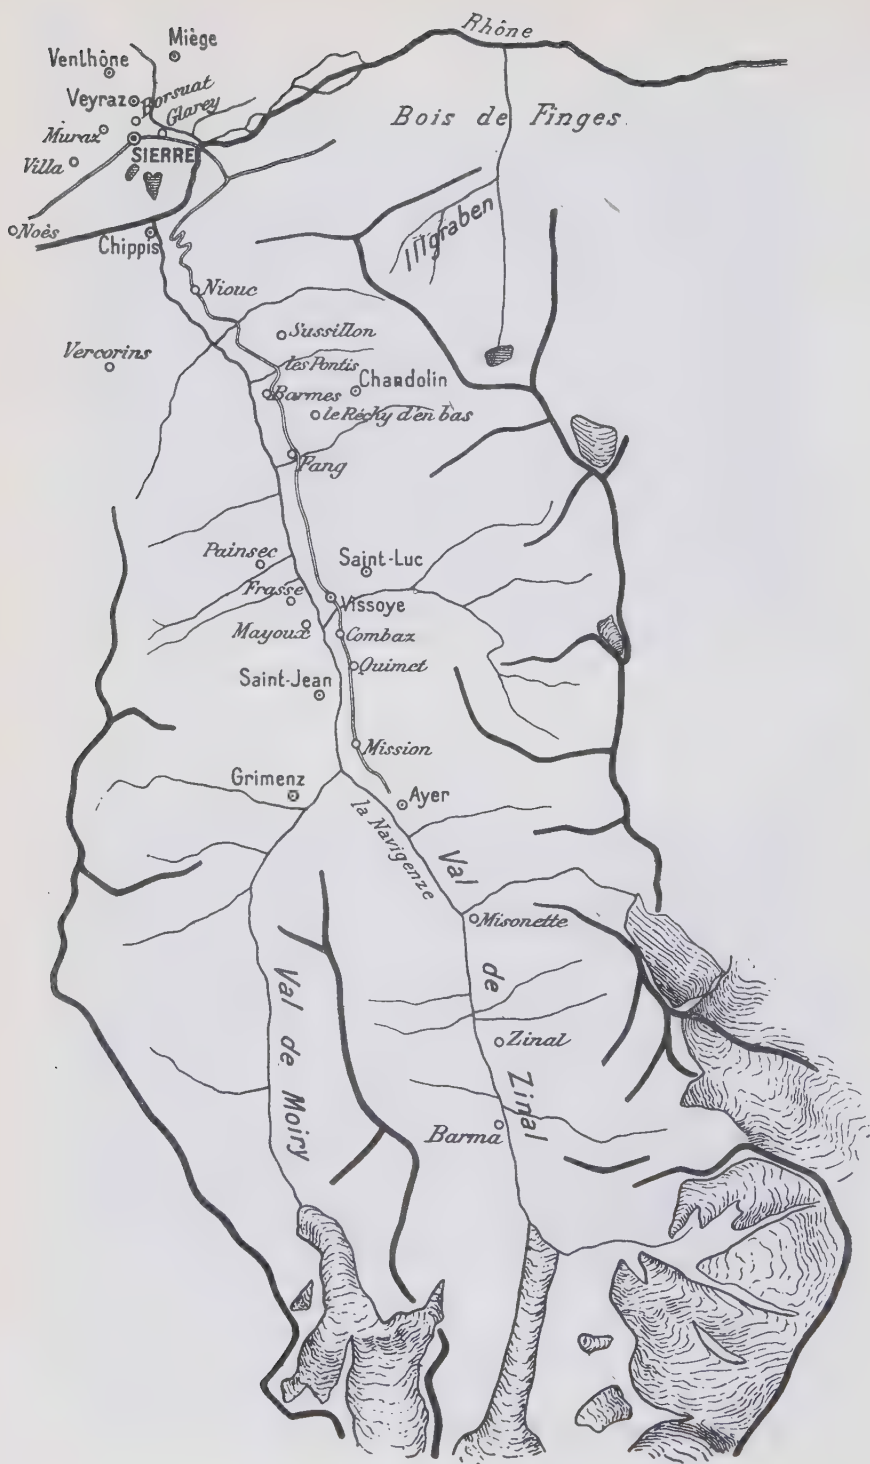 Rhône
Miège
Venthône
Veyraz
Borsuat
Glarey
Bois de Finges.
Muraz
SIERRE
Villa
Noès
Chippis
Illgraben
Niouc
Sussillon
Vercorins
les Pontis
Chandolin
Barmes
le Réchy d'en bas
Fang
Painsec
Saint-Luc
Frasse
Vissoye
Mayoux
Combaz
Quimet
Saint-Jean
Mission
Grimenz
Ayer
la Navigenze
Val de Zinal
Misonette
Val de Moiry
Zinal
Barma